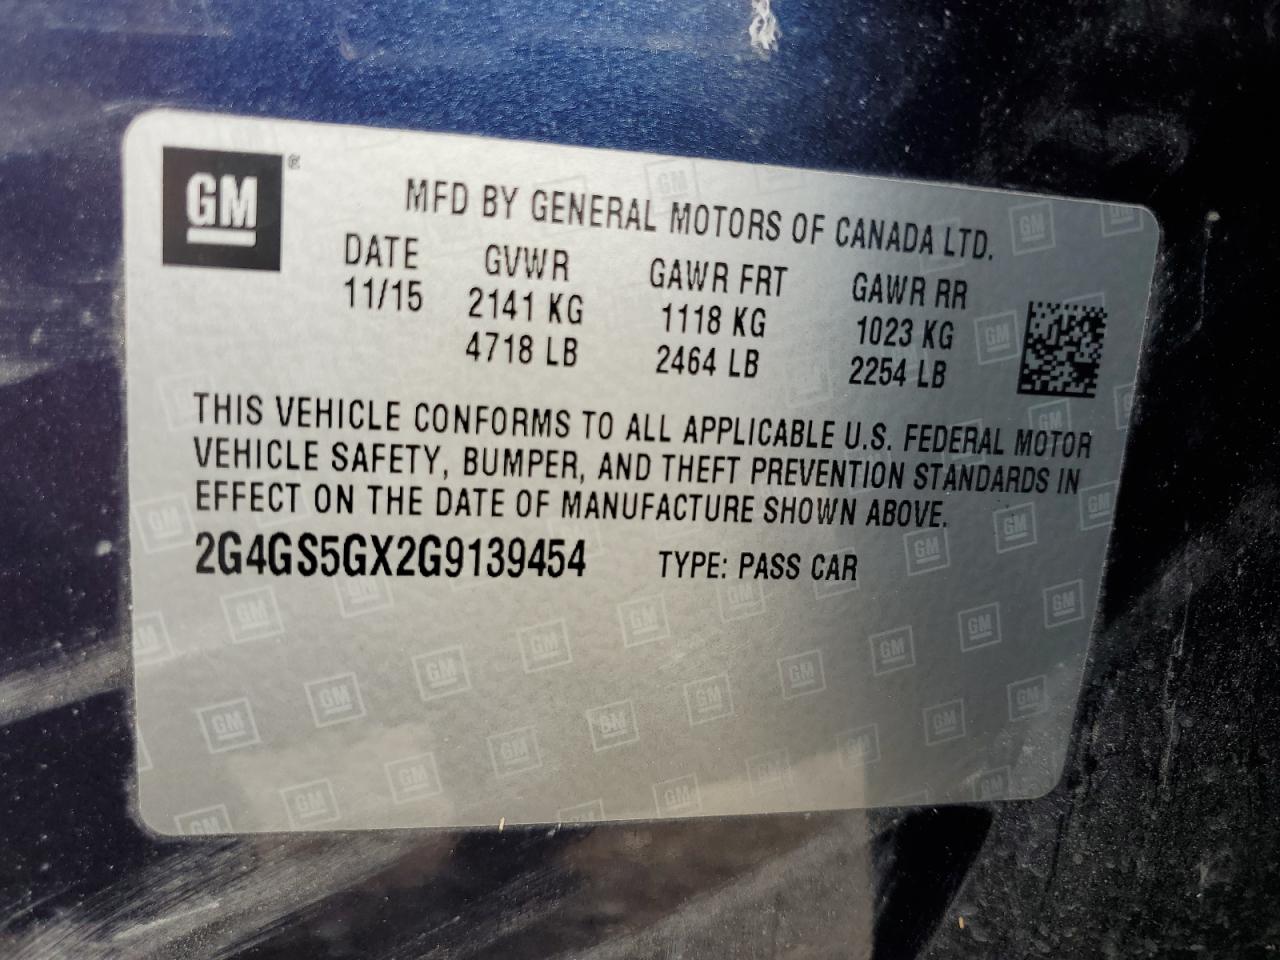 GM ®
MFD BY GENERAL MOTORS OF CANADA LTD.
DATE GVWR GAWR FRT GAWR RR
11/15 2141 KG 1118 KG 1023 KG
4718 LB 2464 LB 2254 LB
THIS VEHICLE CONFORMS TO ALL APPLICABLE U.S. FEDERAL MOTOR
VEHICLE SAFETY, BUMPER, AND THEFT PREVENTION STANDARDS IN
EFFECT ON THE DATE OF MANUFACTURE SHOWN ABOVE.
2G4GS5GX2G9139454 TYPE: PASS CAR